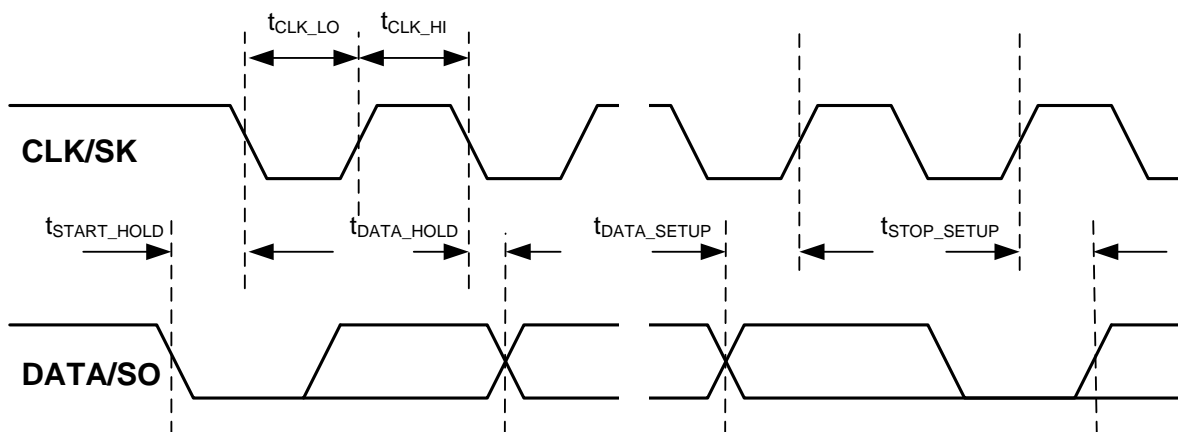 tCLK_LO
tCLK_HI
CLK/SK
tSTART_HOLD
tDATA_HOLD
tDATA_SETUP
tSTOP_SETUP
DATA/SO